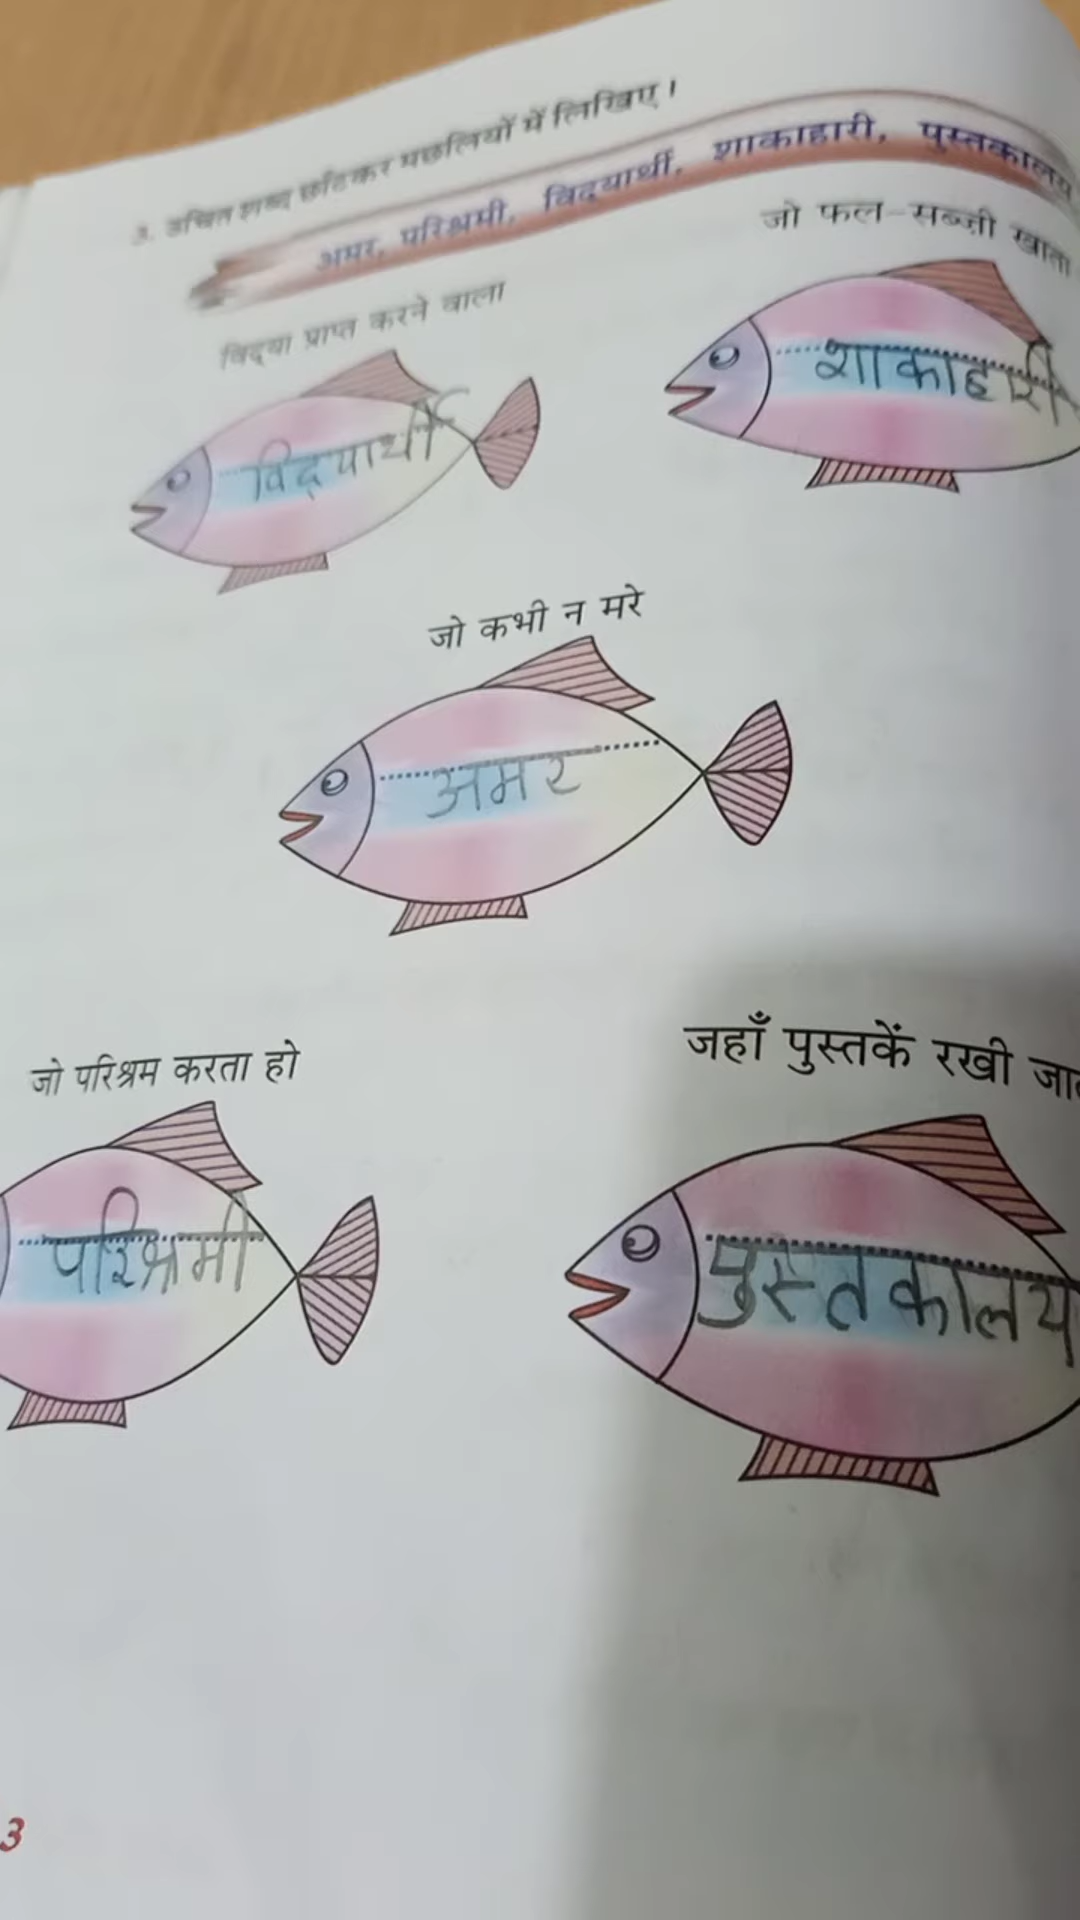 3. उचित शब्द छाँटकर मछलियों में लिखिए।
अमर, परिश्रमी, विद्यार्थी, शाकाहारी, पुस्तकालय
विद्या प्राप्त करने वाला
जो फल-सब्ज़ी खाता
विद्यार्थी
शाकाहरी
जो कभी न मरे
अमर
जो परिश्रम करता हो
जहाँ पुस्तकें रखी
परिश्रमी
पुस्तकालय
3